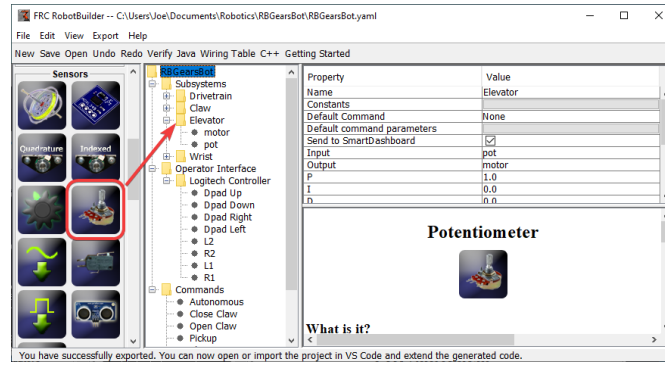 FRC RobotBuilder -- C:\Users\Joe\Documents\Robotics\RBGearsBot\RBGearsBot.yaml
File Edit View Export Help
New Save Open Undo Redo Verify Java Wiring Table C++ Getting Started
Sensors
Quadrature
Indexed
RBGearsBot
Subsystems
Drivetrain
Claw
Elevator
motor
pot
Wrist
Operator Interface
Logitech Controller
Dpad Up
Dpad Down
Dpad Right
Dpad Left
L2
R2
L1
R1
Commands
Autonomous
Close Claw
Open Claw
Pickup
Property Value
Name Elevator
Constants
Default Command None
Default command parameters
Send to SmartDashboard
Input pot
Output motor
P 1.0
I 0.0
D 0.0
Potentiometer
What is it?
You have successfully exported. You can now open or import the project in VS Code and extend the generated code.